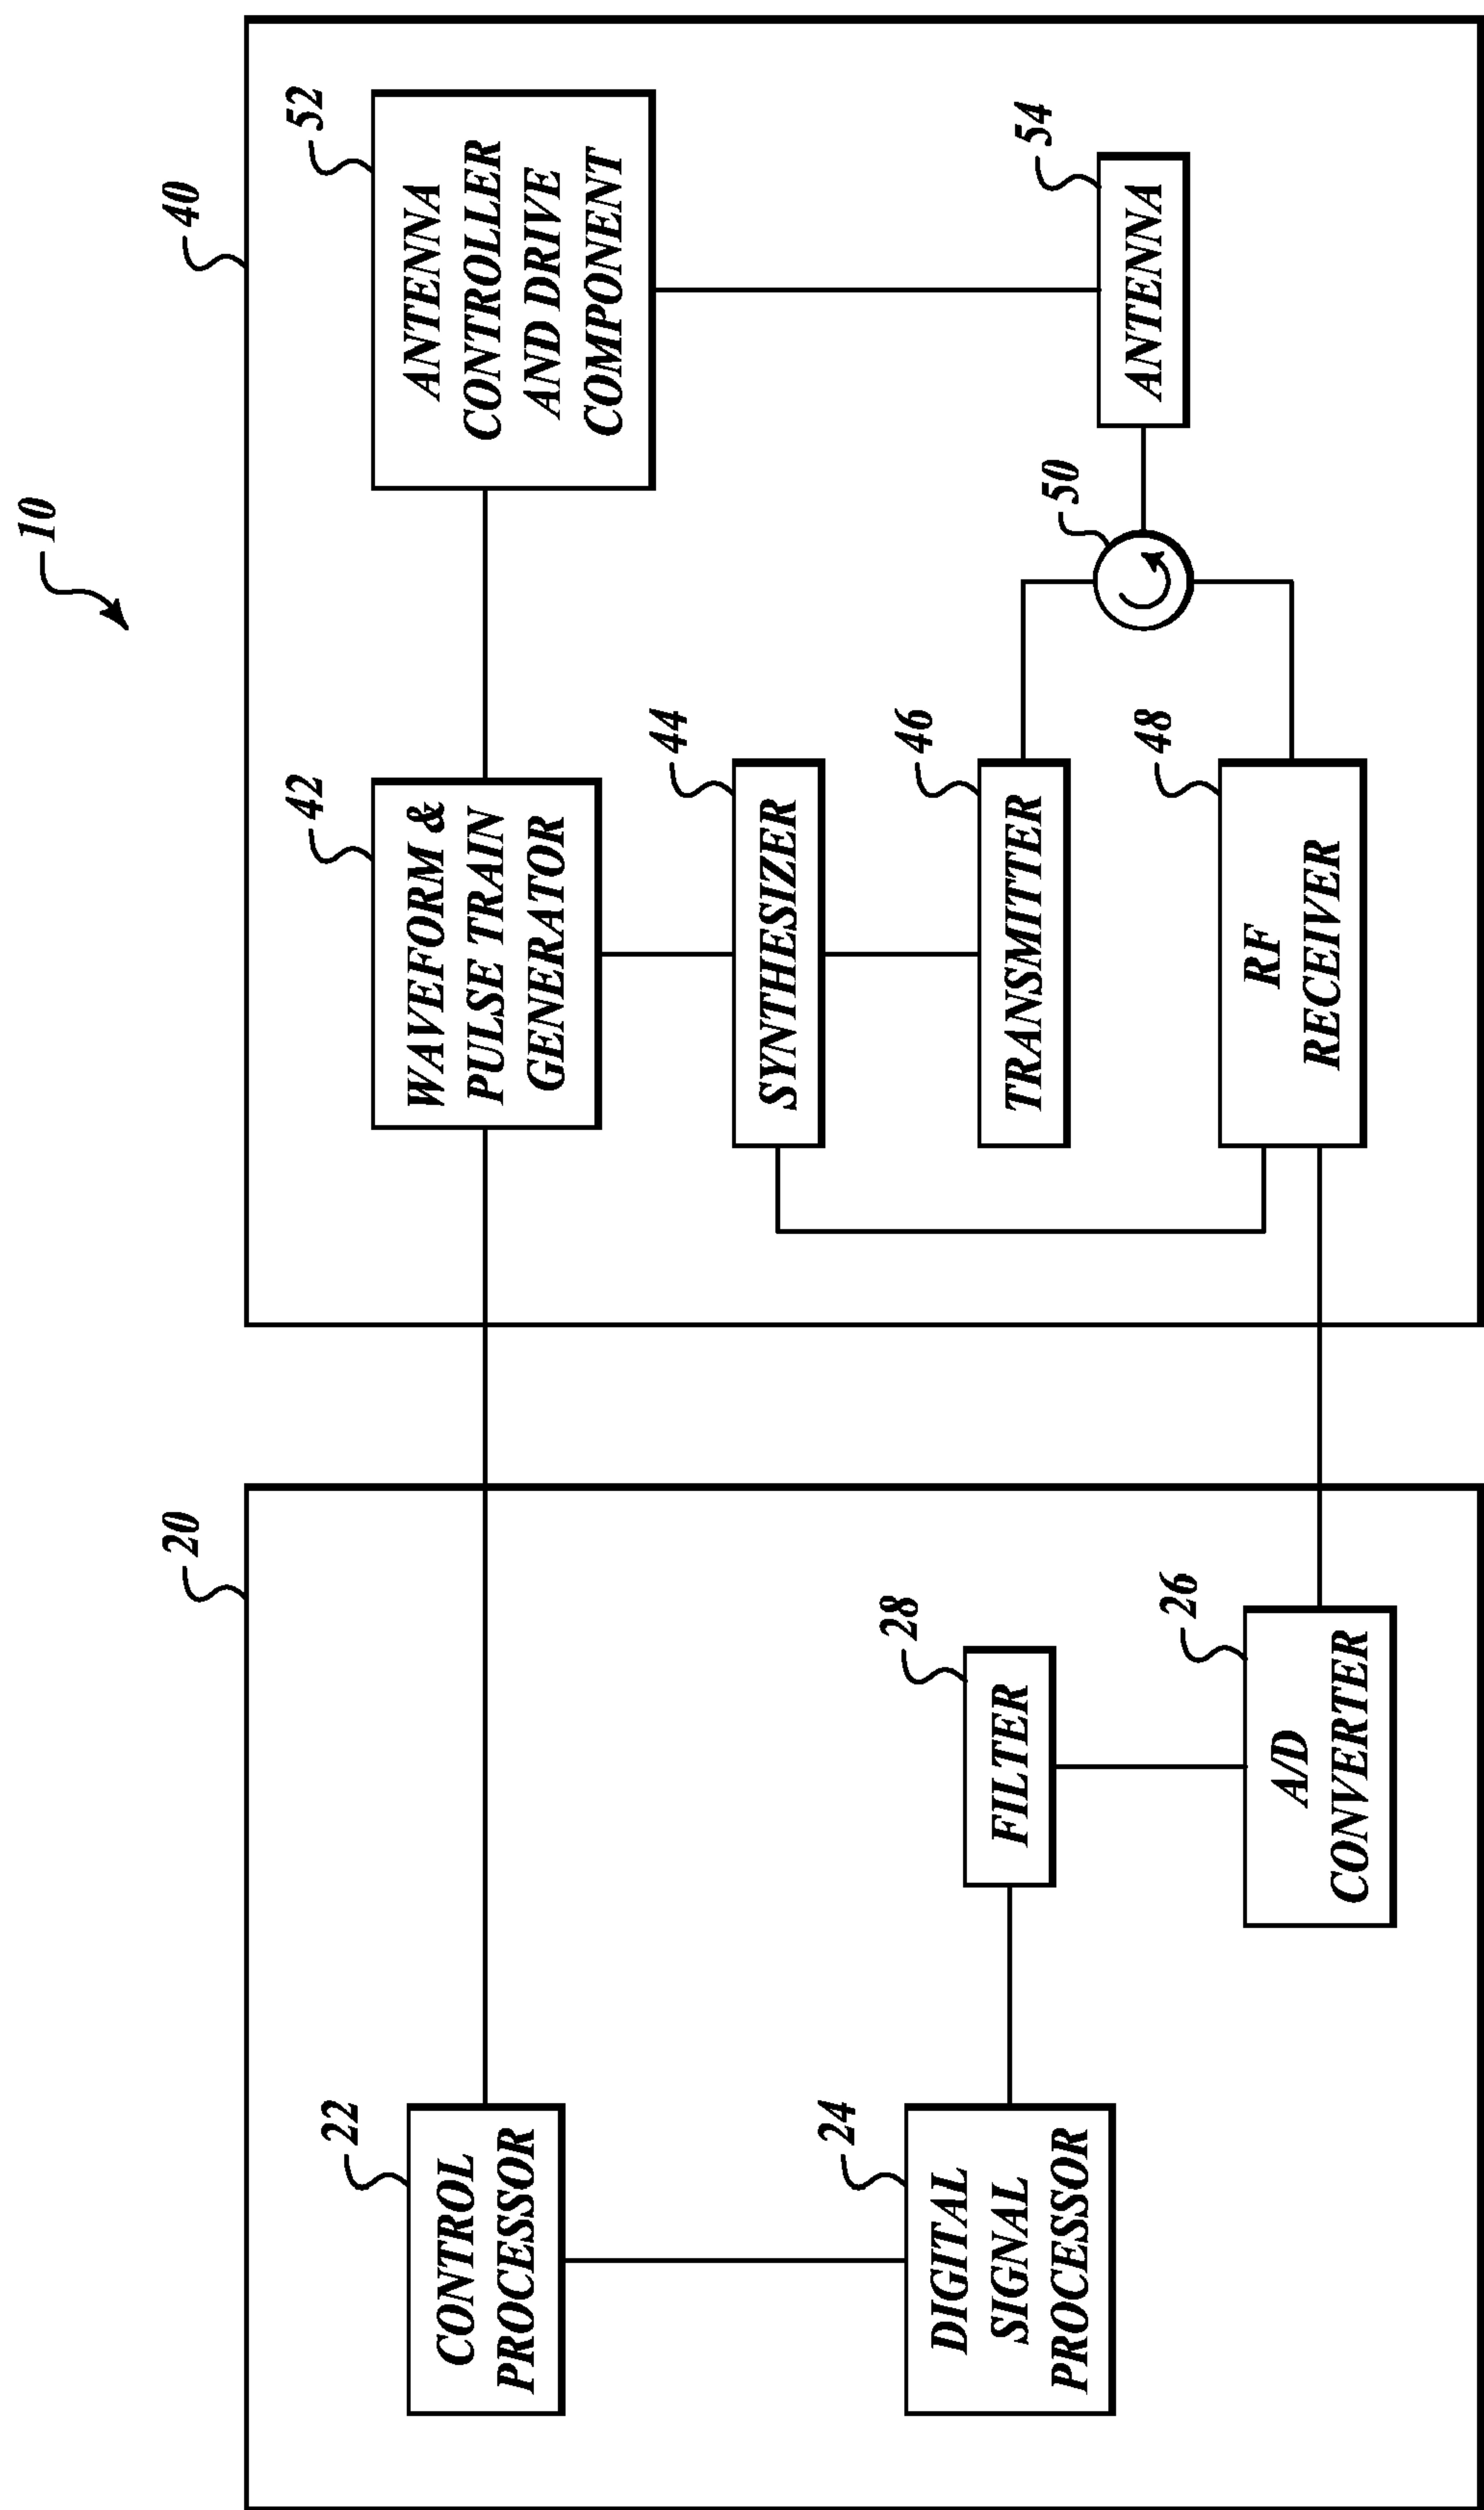 10
20
22
CONTROL
PROCESSOR
24
DIGITAL
SIGNAL
PROCESSOR
28
FILTER
26
A/D
CONVERTER
40
42
WAVEFORM &
PULSE TRAIN
GENERATOR
52
ANTENNA
CONTROLLER
AND DRIVE
COMPONENT
44
SYNTHESIZER
46
TRANSMITTER
48
RF
RECEIVER
50
54
ANTENNA